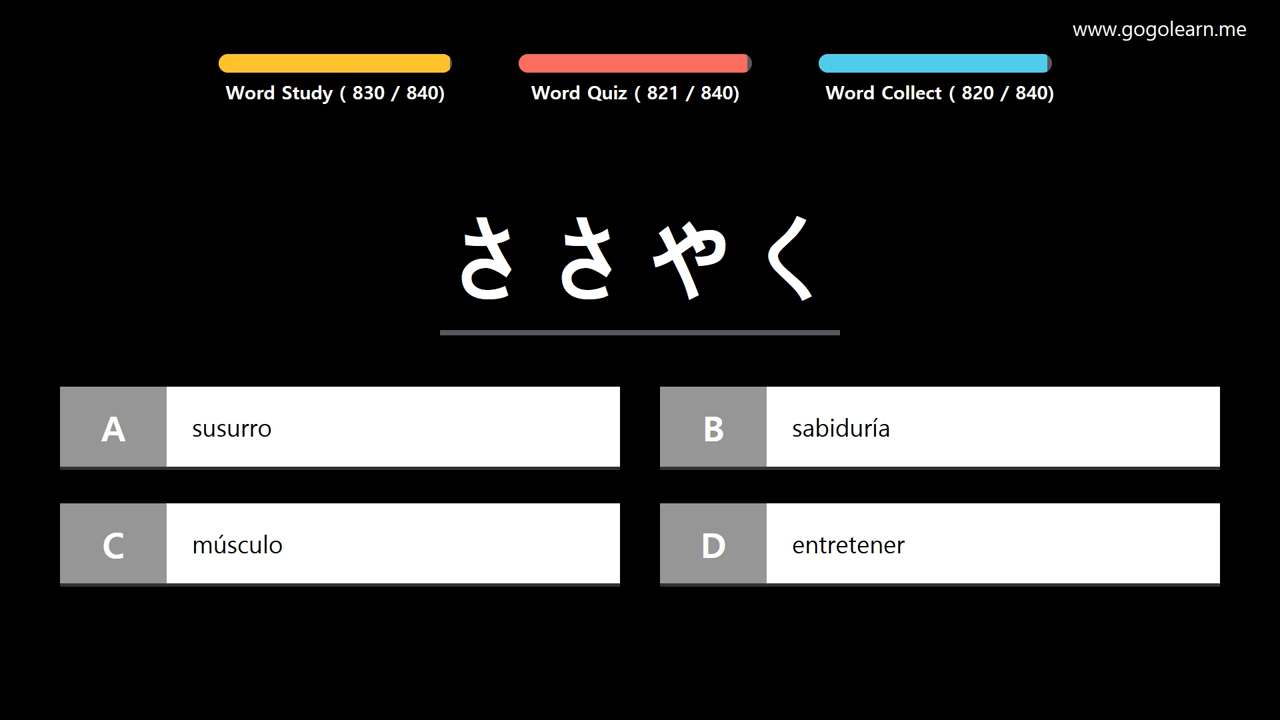 www.gogolearn.me
Word Study ( 830 / 840)
Word Quiz ( 821 / 840)
Word Collect ( 820 / 840)
ささやく
A susurro
B sabiduría
C músculo
D entretener